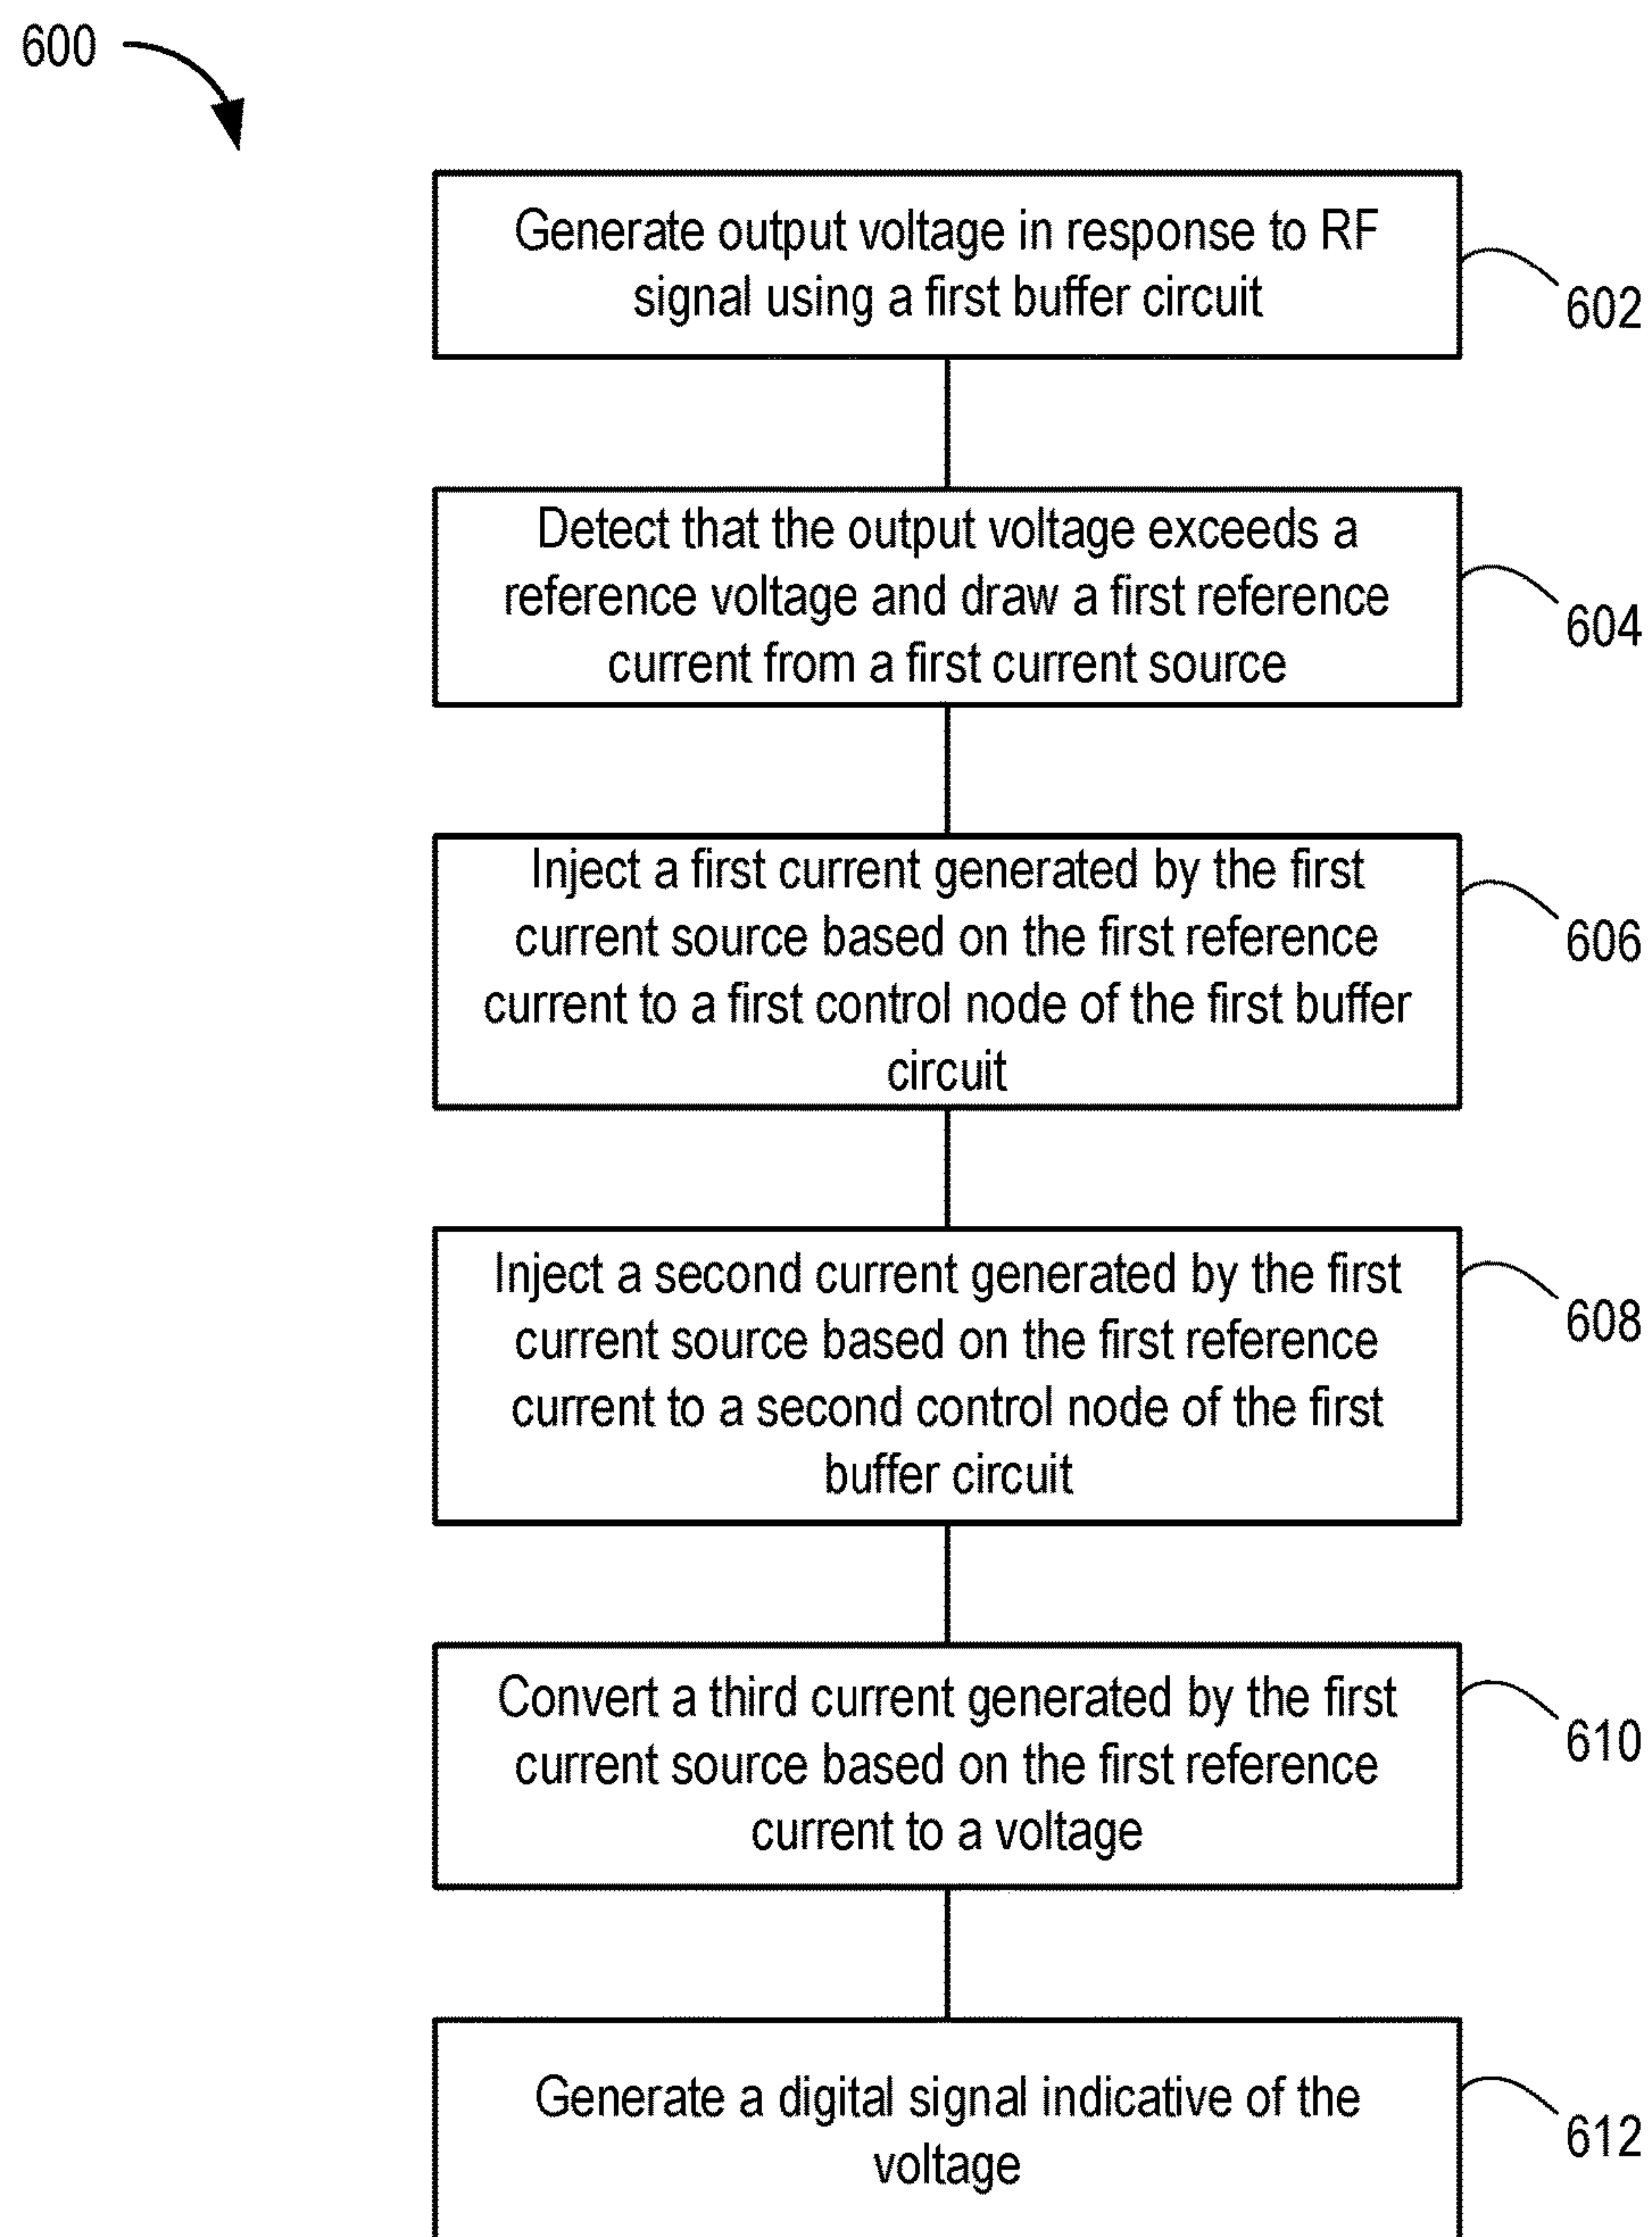 600
Generate output voltage in response to RF
signal using a first buffer circuit
602
Detect that the output voltage exceeds a
reference voltage and draw a first reference
current from a first current source
604
Inject a first current generated by the first
current source based on the first reference
current to a first control node of the first buffer
circuit
606
Inject a second current generated by the first
current source based on the first reference
current to a second control node of the first
buffer circuit
608
Convert a third current generated by the first
current source based on the first reference
current to a voltage
610
Generate a digital signal indicative of the
voltage
612